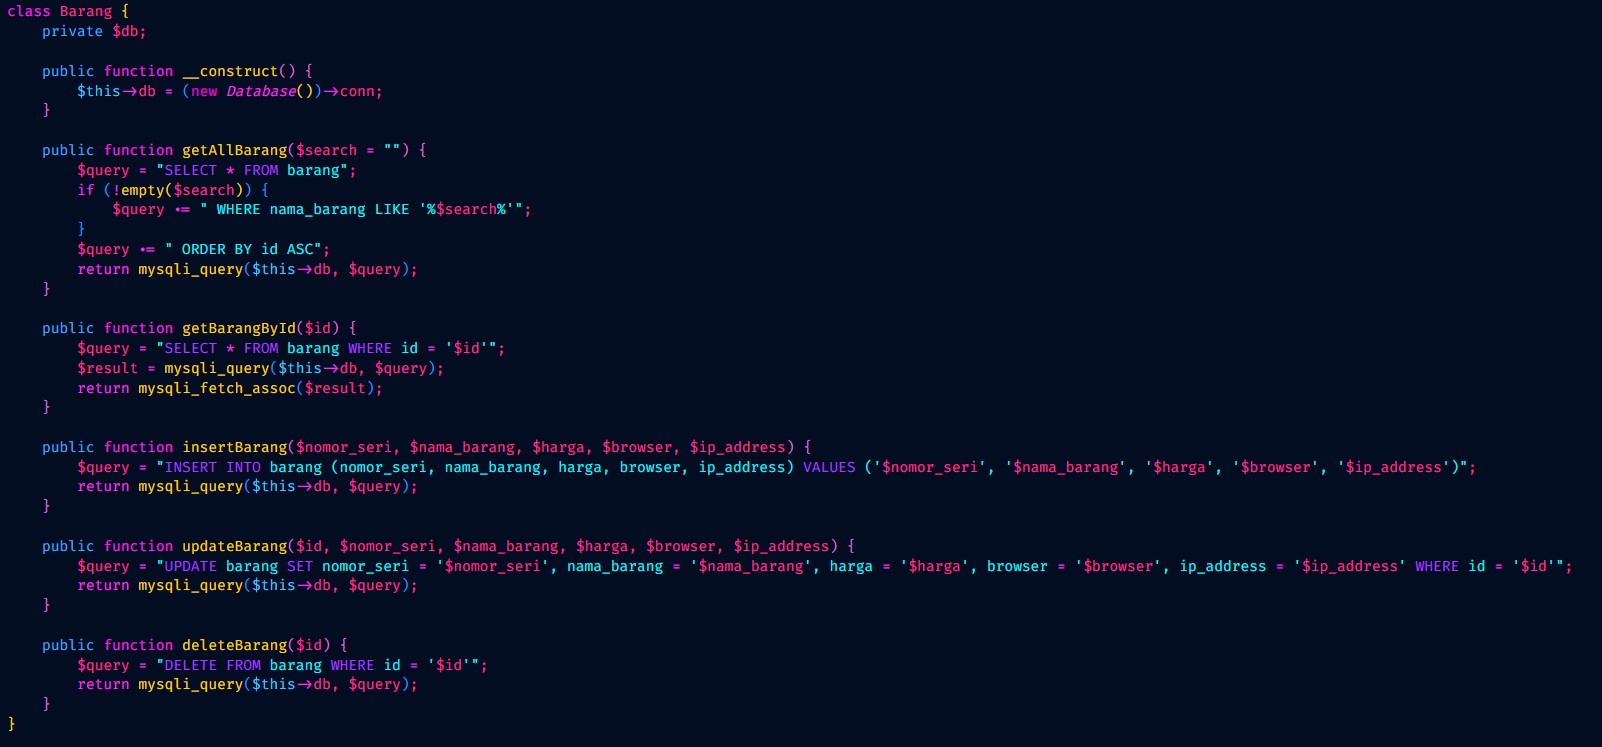 class Barang {
    private $db;

    public function __construct() {
        $this->db = (new Database())->conn;
    }

    public function getAllBarang($search = "") {
        $query = "SELECT * FROM barang";
        if (!empty($search)) {
            $query .= " WHERE nama_barang LIKE '%$search%'";
        }
        $query .= " ORDER BY id ASC";
        return mysqli_query($this->db, $query);
    }

    public function getBarangById($id) {
        $query = "SELECT * FROM barang WHERE id = '$id'";
        $result = mysqli_query($this->db, $query);
        return mysqli_fetch_assoc($result);
    }

    public function insertBarang($nomor_seri, $nama_barang, $harga, $browser, $ip_address) {
        $query = "INSERT INTO barang (nomor_seri, nama_barang, harga, browser, ip_address) VALUES ('$nomor_seri', '$nama_barang', '$harga', '$browser', '$ip_address')";
        return mysqli_query($this->db, $query);
    }

    public function updateBarang($id, $nomor_seri, $nama_barang, $harga, $browser, $ip_address) {
        $query = "UPDATE barang SET nomor_seri = '$nomor_seri', nama_barang = '$nama_barang', harga = '$harga', browser = '$browser', ip_address = '$ip_address' WHERE id = '$id'";
        return mysqli_query($this->db, $query);
    }

    public function deleteBarang($id) {
        $query = "DELETE FROM barang WHERE id = '$id'";
        return mysqli_query($this->db, $query);
    }
}